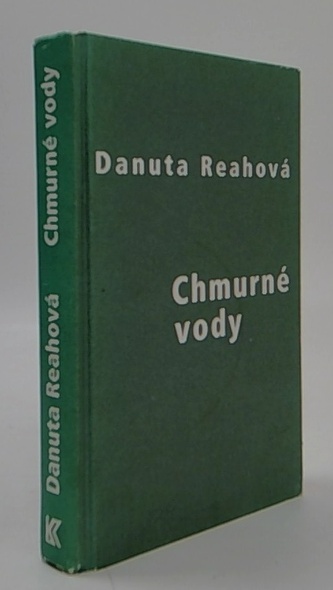 Danuta Reahová
Chmurné
vody
Danuta Reahová Chmurné vody